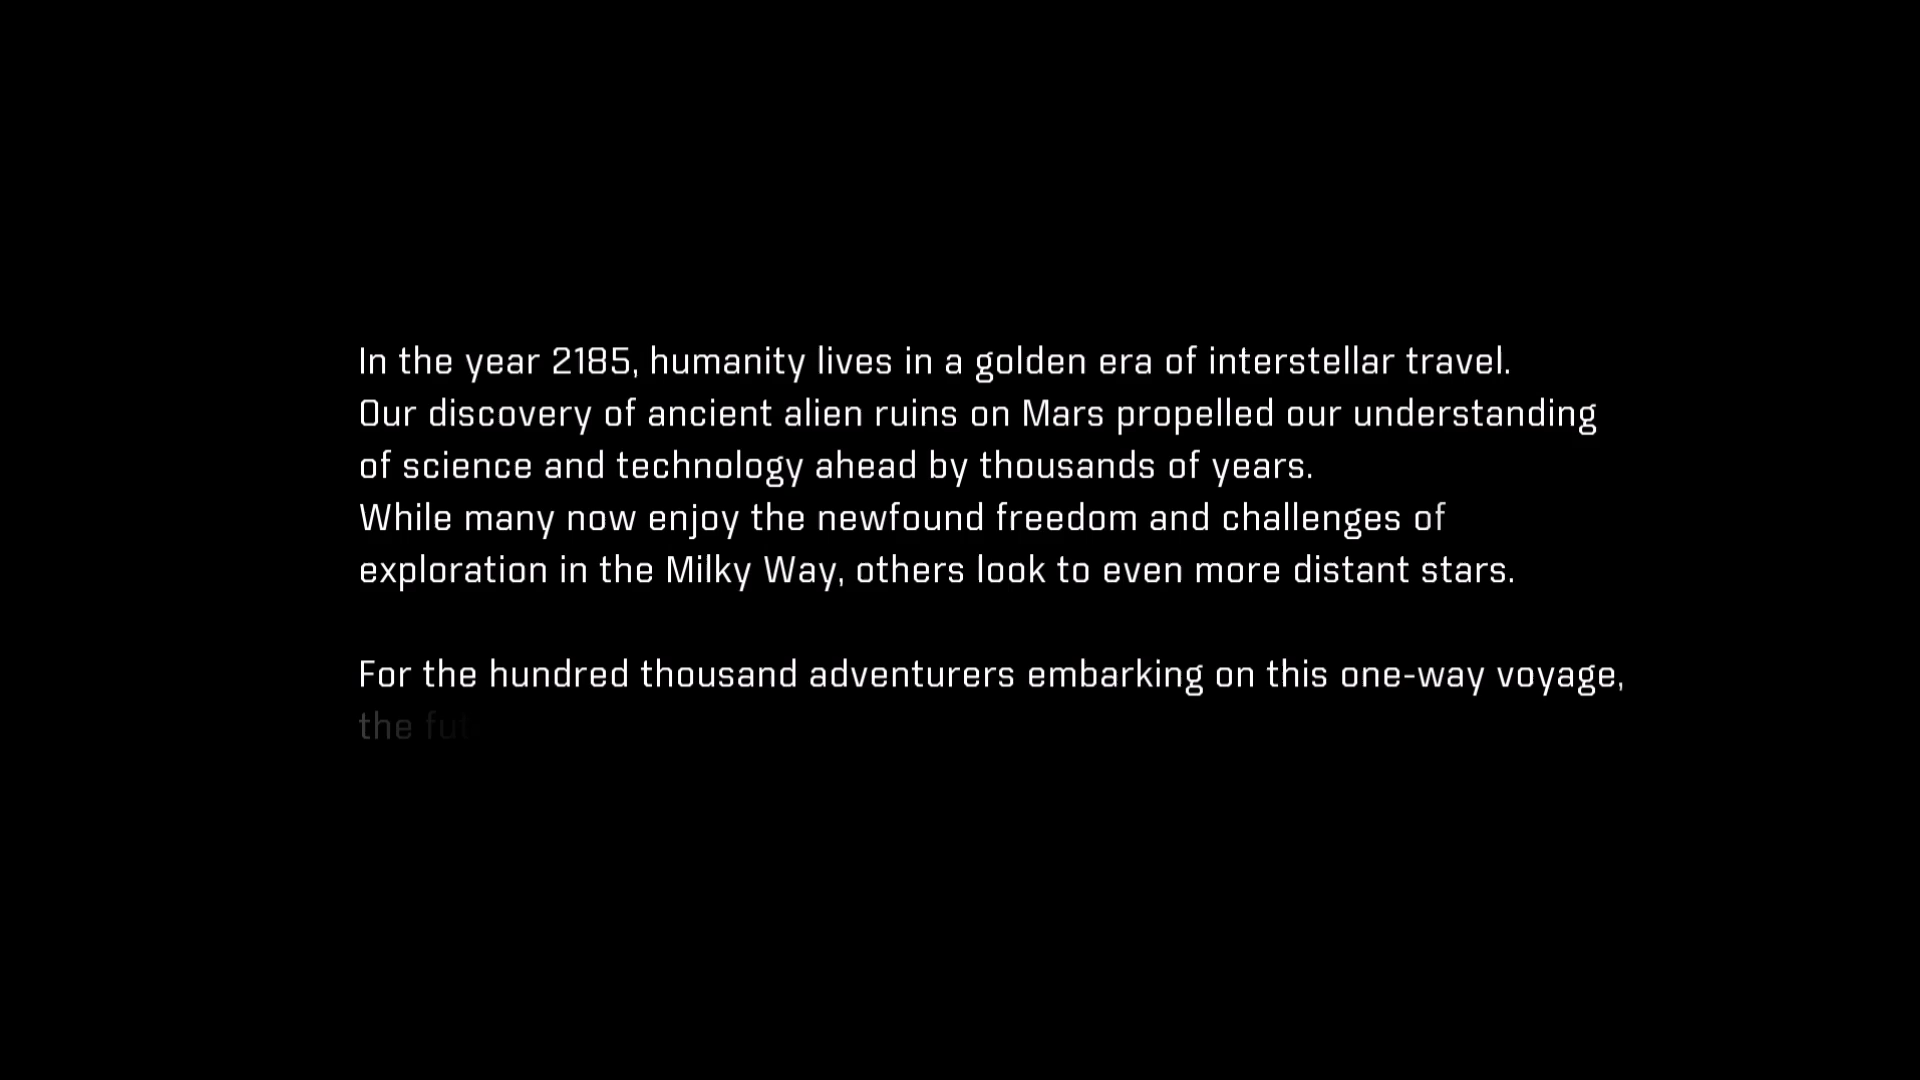 In the year 2185, humanity lives in a golden era of interstellar travel.
Our discovery of ancient alien ruins on Mars propelled our understanding
of science and technology ahead by thousands of years.
While many now enjoy the newfound freedom and challenges of
exploration in the Milky Way, others look to even more distant stars.
For the hundred thousand adventurers embarking on this one-way voyage,
the fut